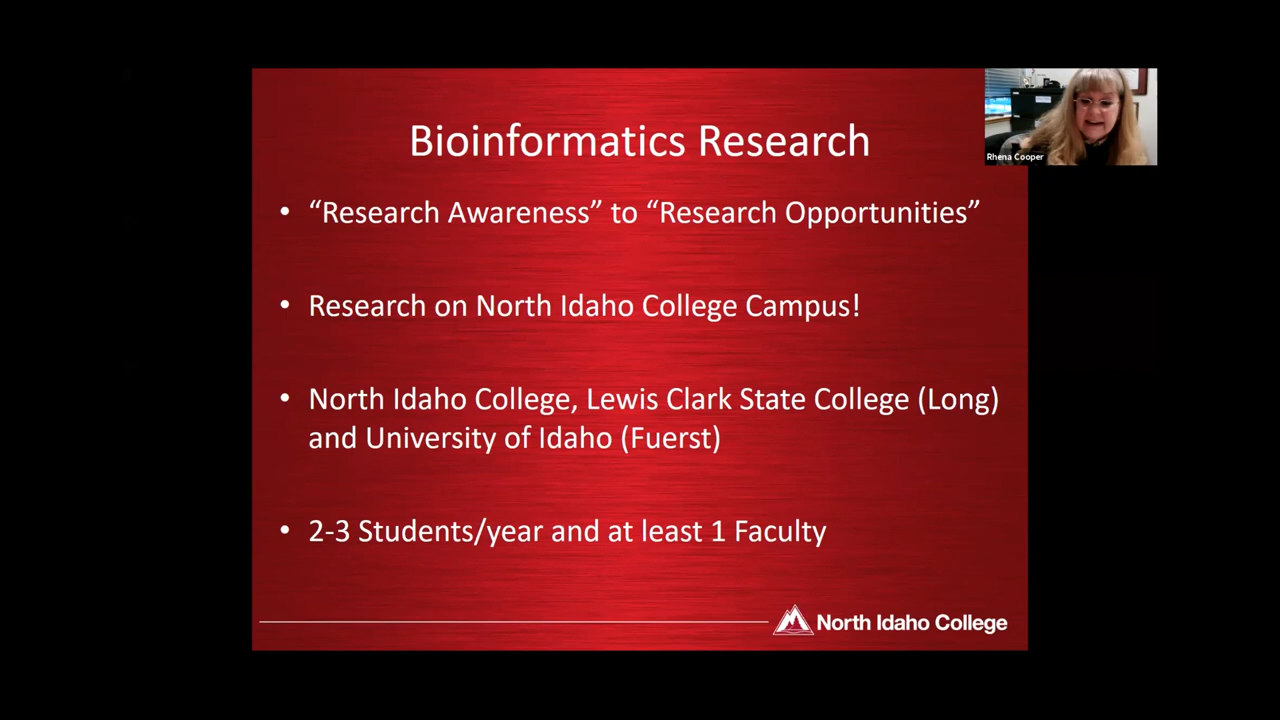 Bioinformatics Research
Rhena Cooper
• “Research Awareness” to “Research Opportunities”
• Research on North Idaho College Campus!
• North Idaho College, Lewis Clark State College (Long)
and University of Idaho (Fuerst)
• 2-3 Students/year and at least 1 Faculty
North Idaho College